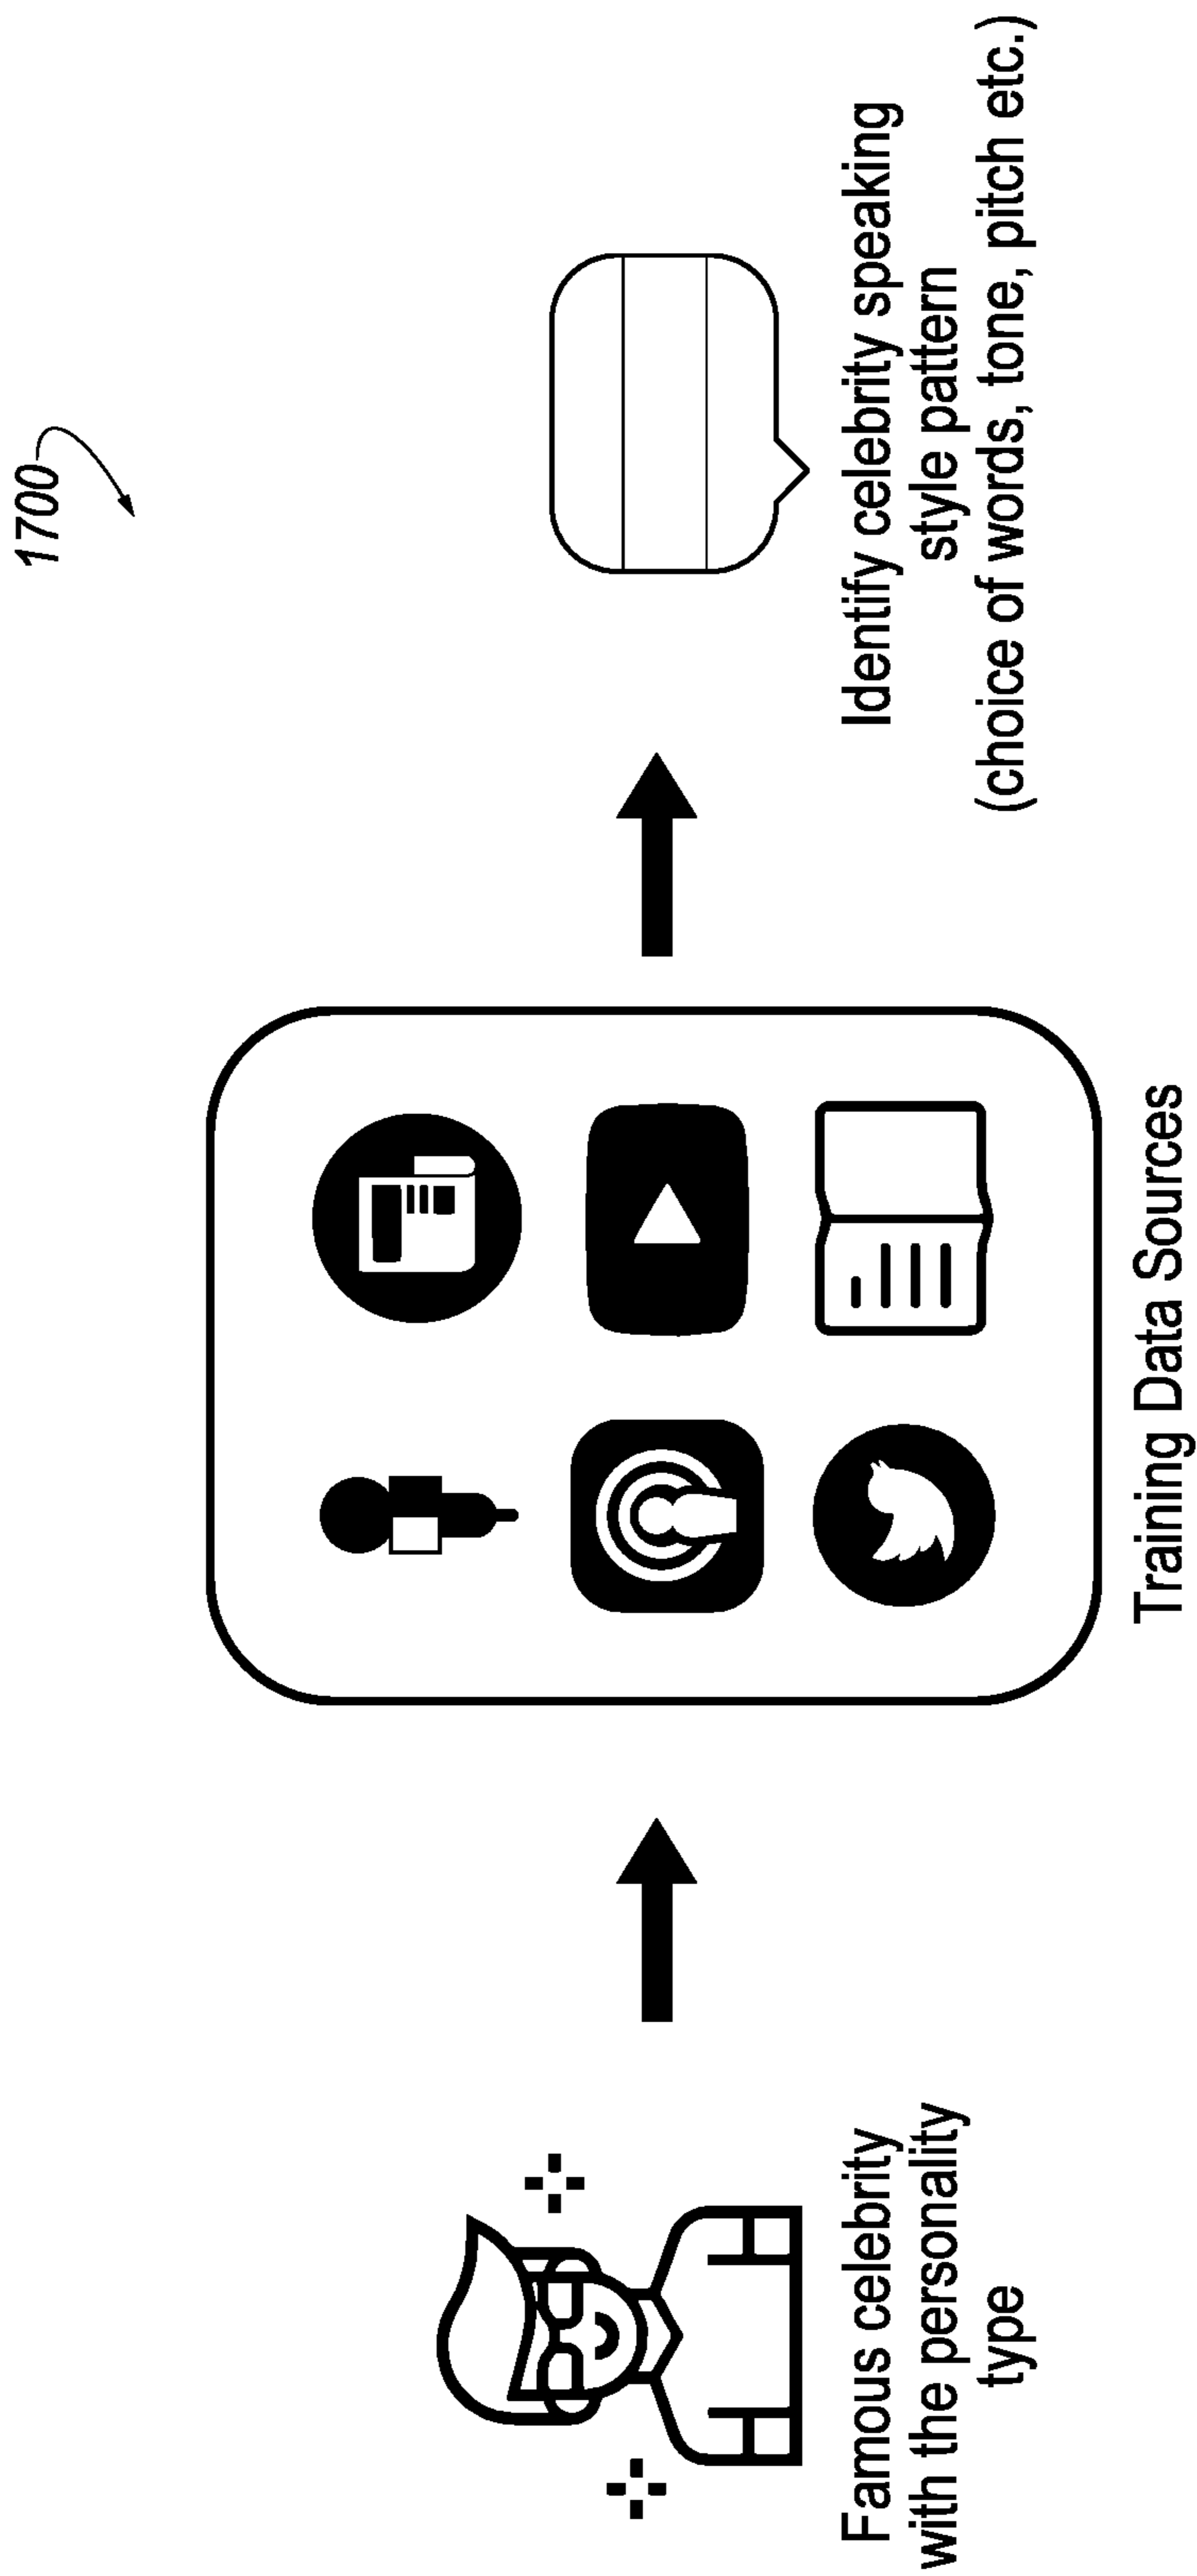 1700
Famous celebrity
with the personality
type
Training Data Sources
Identify celebrity speaking
style pattern
(choice of words, tone, pitch etc.)